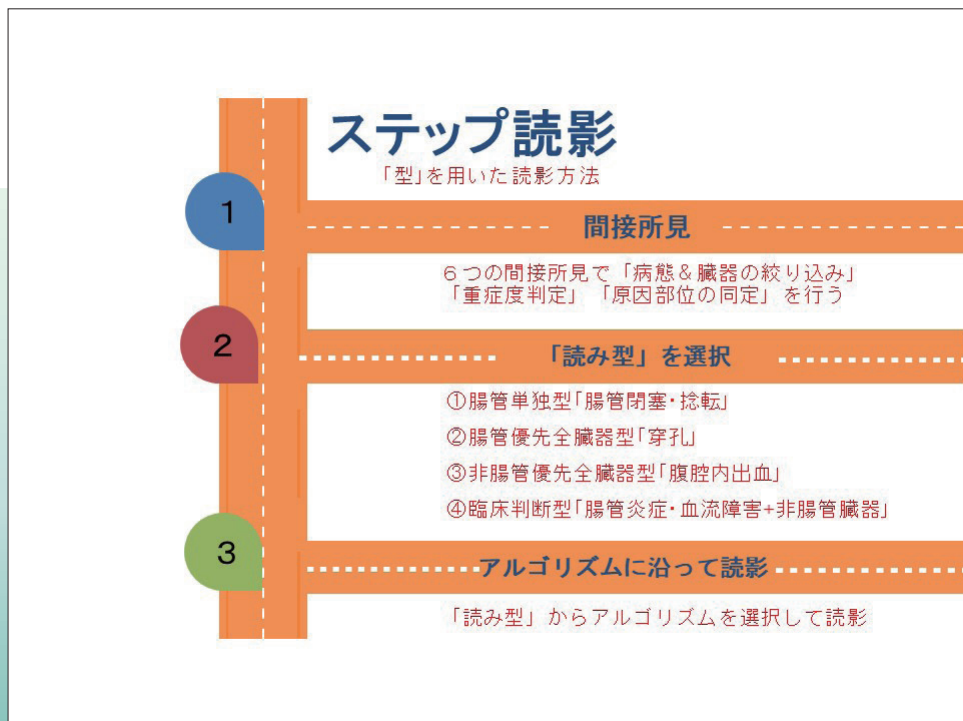 ステップ読影
「型」を用いた読影方法
1
間接所見
６つの間接所見で「病態＆臓器の絞り込み」
「重症度判定」「原因部位の同定」を行う
2
「読み型」を選択
①腸管単独型「腸管閉塞・捻転」
②腸管優先全臓器型「穿孔」
③非腸管優先全臓器型「腹腔内出血」
④臨床判断型「腸管炎症・血流障害+非腸管臓器」
3
アルゴリズムに沿って読影
「読み型」からアルゴリズムを選択して読影